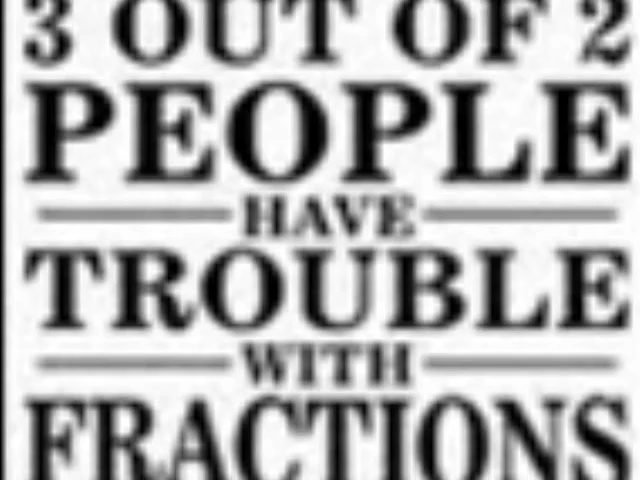 3 OUT OF 2
PEOPLE
HAVE
TROUBLE
WITH
FRACTIONS